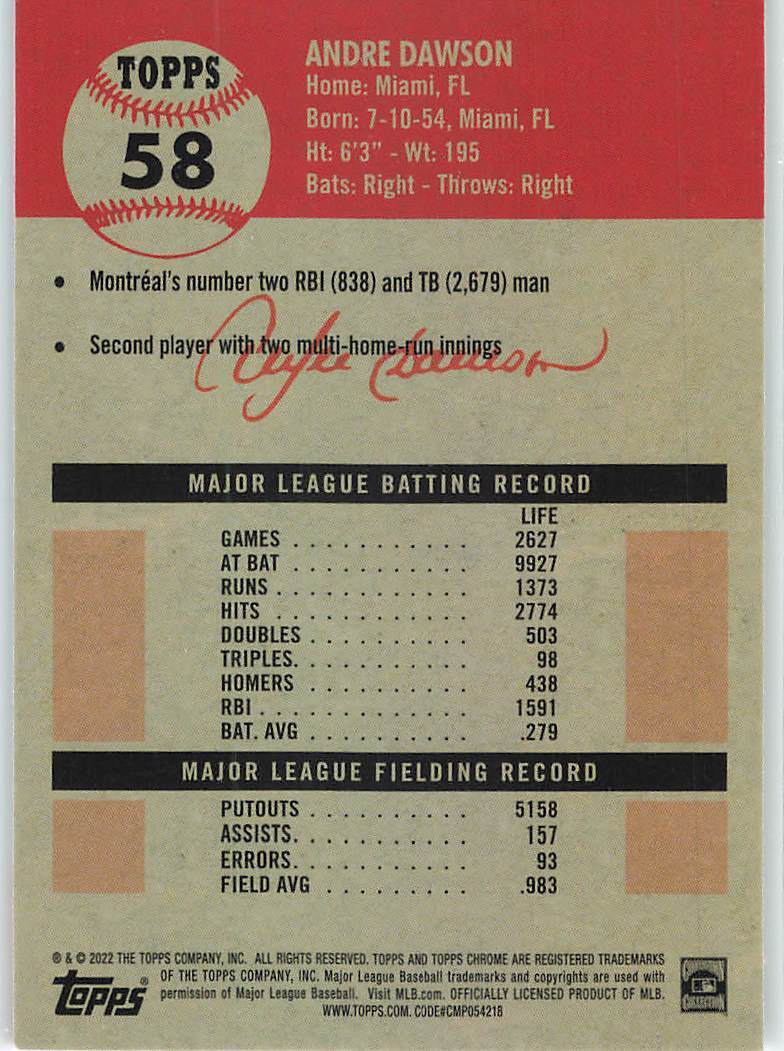 TOPPS
58
ANDRE DAWSON
Home: Miami, FL
Born: 7-10-54, Miami, FL
Ht: 6'3" - Wt: 195
Bats: Right - Throws: Right
• Montréal's number two RBI (838) and TB (2,679) man
• Second player with two multi-home-run innings
Dawson
MAJOR LEAGUE BATTING RECORD
LIFE
GAMES . . . . . . . . . . . 2627
AT BAT . . . . . . . . . . . 9927
RUNS . . . . . . . . . . . . 1373
HITS . . . . . . . . . . . . 2774
DOUBLES . . . . . . . . . . 503
TRIPLES. . . . . . . . . . . 98
HOMERS . . . . . . . . . . 438
RBI . . . . . . . . . . . . . 1591
BAT. AVG . . . . . . . . . . .279
MAJOR LEAGUE FIELDING RECORD
PUTOUTS . . . . . . . . . . 5158
ASSISTS. . . . . . . . . . . 157
ERRORS. . . . . . . . . . . 93
FIELD AVG . . . . . . . . . .983
® & © 2022 THE TOPPS COMPANY, INC. ALL RIGHTS RESERVED. TOPPS AND TOPPS CHROME ARE REGISTERED TRADEMARKS
OF THE TOPPS COMPANY, INC. Major League Baseball trademarks and copyrights are used with
permission of Major League Baseball. Visit MLB.com. OFFICIALLY LICENSED PRODUCT OF MLB.
WWW.TOPPS.COM. CODE#CMP054218
topps®
COOPERSTOWN
COLLECTION